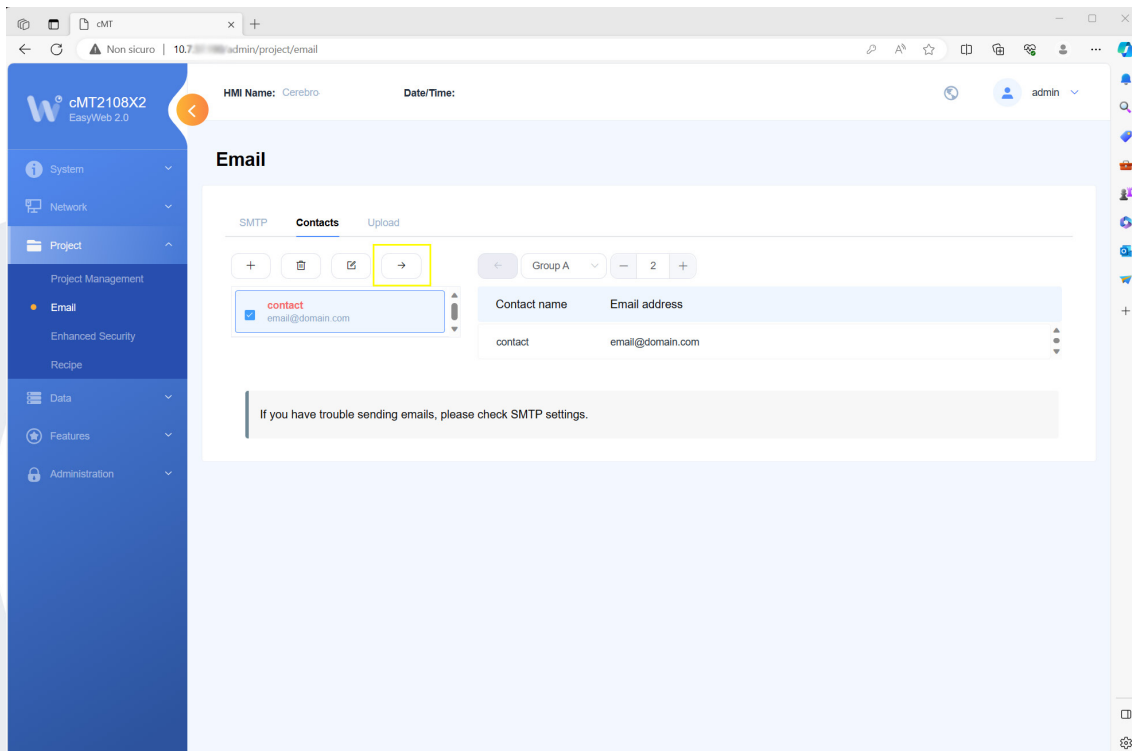 cMT
Non sicuro | 10.7 admin/project/email
cMT2108X2
EasyWeb 2.0
HMI Name: Cerebro
Date/Time:
admin
Email
System
Network
Project
Project Management
Email
Enhanced Security
Recipe
Data
Features
Administration
SMTP Contacts Upload
Group A 2
contact
email@domain.com
Contact name Email address
contact email@domain.com
If you have trouble sending emails, please check SMTP settings.